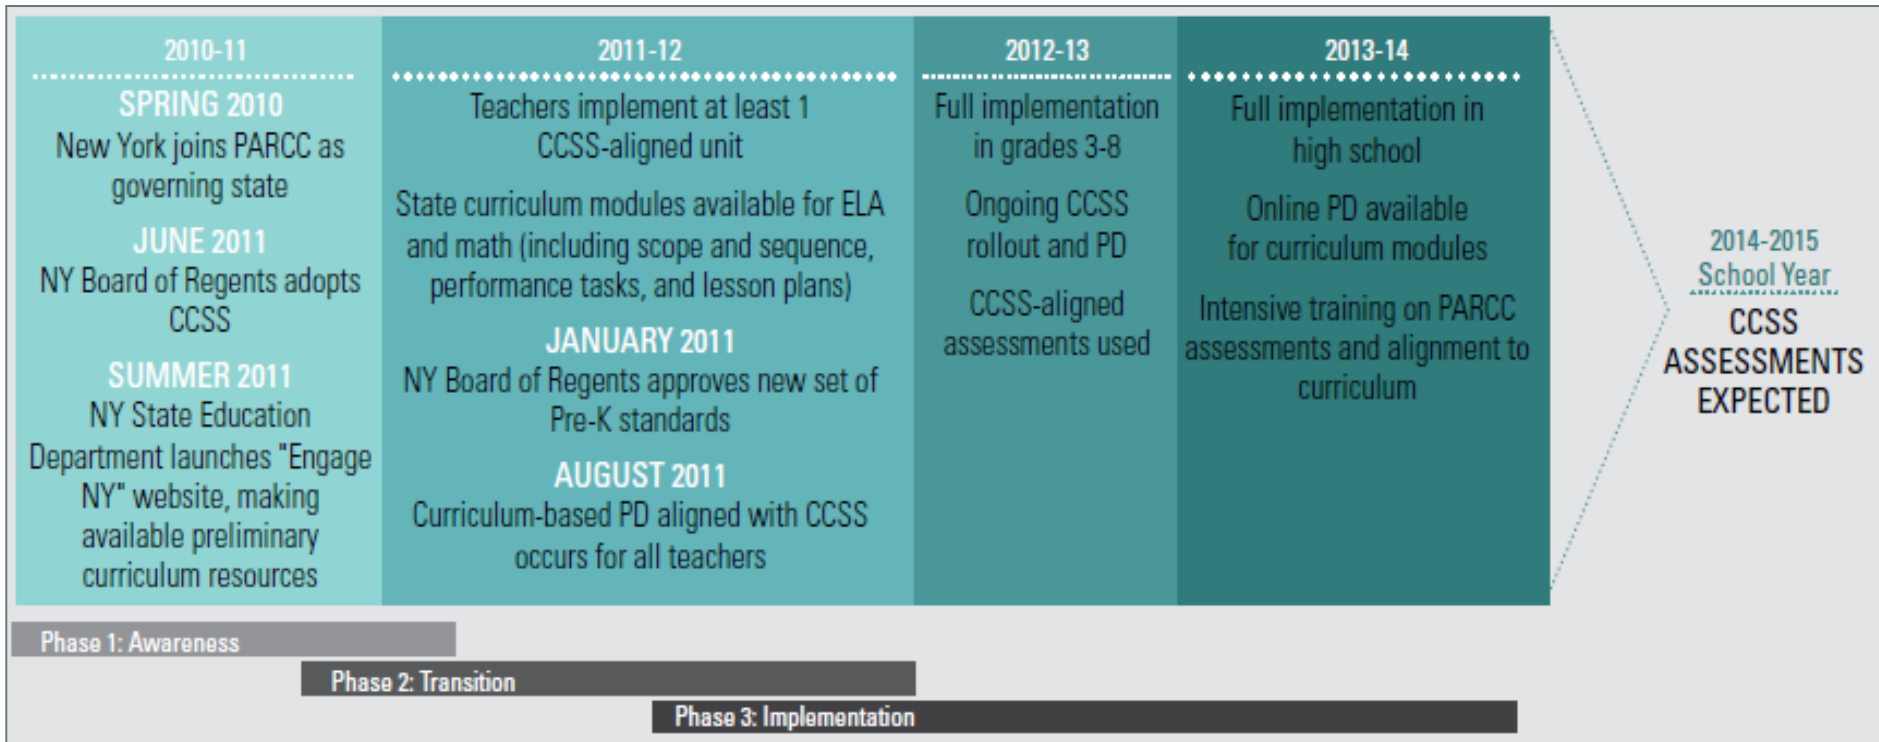 2010-11
SPRING 2010
New York joins PARCC as
governing state
JUNE 2011
NY Board of Regents adopts
CCSS
SUMMER 2011
NY State Education
Department launches "Engage
NY" website, making
available preliminary
curriculum resources
2011-12
Teachers implement at least 1
CCSS-aligned unit
State curriculum modules available for ELA
and math (including scope and sequence,
performance tasks, and lesson plans)
JANUARY 2011
NY Board of Regents approves new set of
Pre-K standards
AUGUST 2011
Curriculum-based PD aligned with CCSS
occurs for all teachers
2012-13
Full implementation
in grades 3-8
Ongoing CCSS
rollout and PD
CCSS-aligned
assessments used
2013-14
Full implementation in
high school
Online PD available
for curriculum modules
Intensive training on PARCC
assessments and alignment to
curriculum
2014-2015
School Year
CCSS
ASSESSMENTS
EXPECTED
Phase 1: Awareness
Phase 2: Transition
Phase 3: Implementation